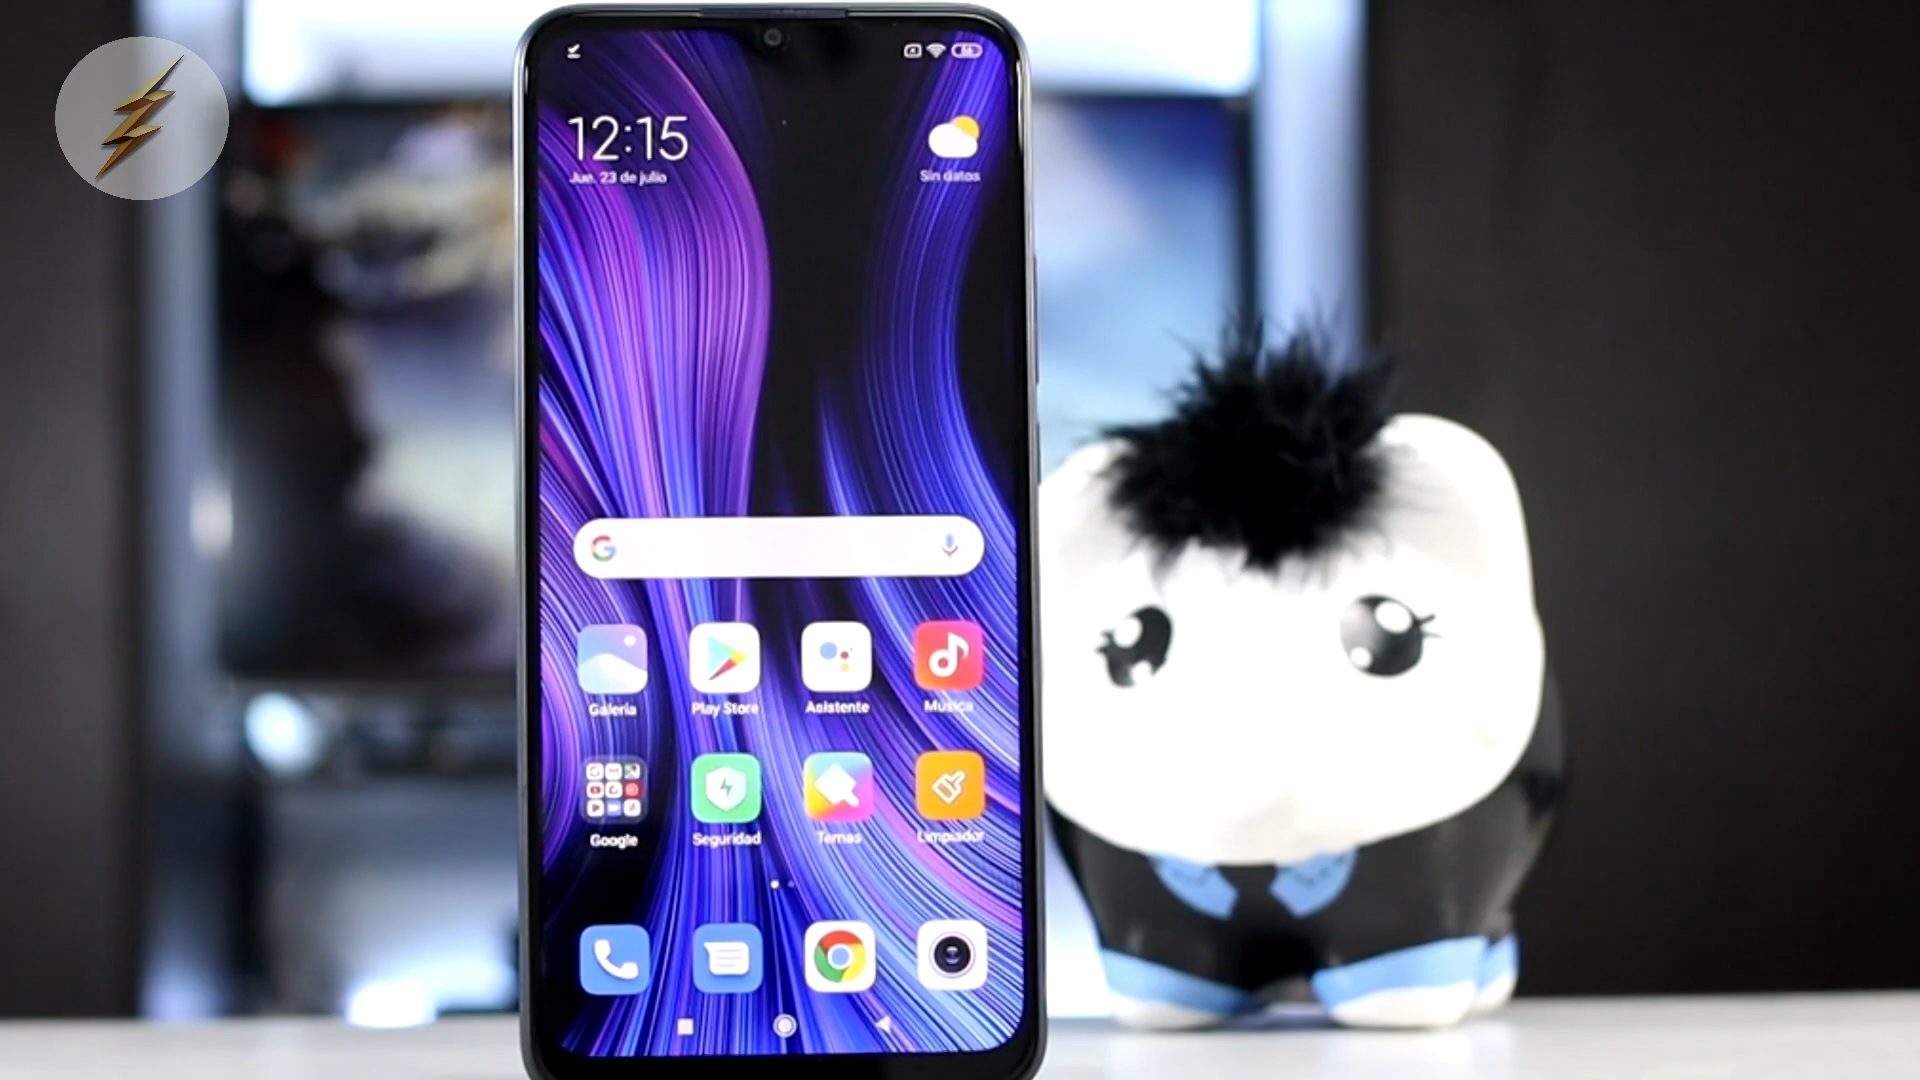 12:15
Jue. 23 de julio
Sin datos
Galería
Play Store
Asistente
Música
Google
Seguridad
Temas
Limpiador